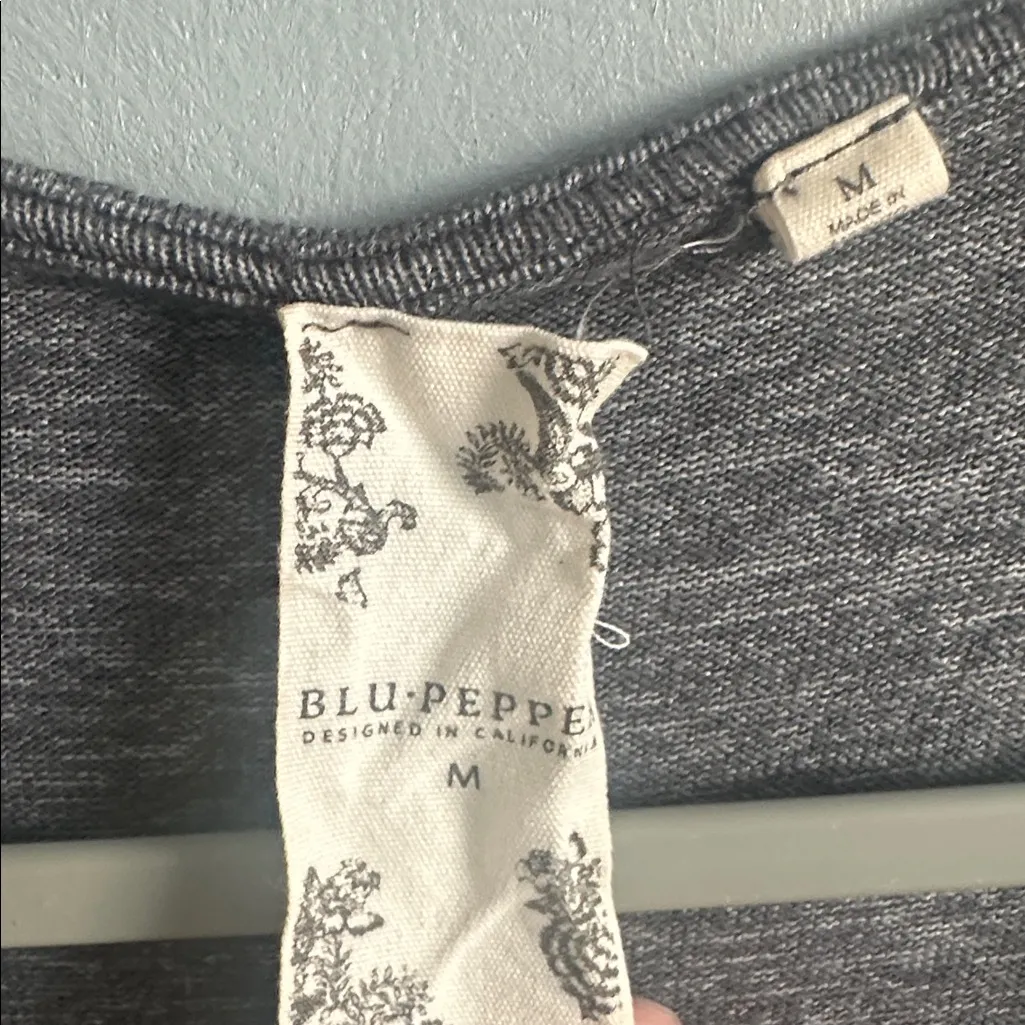 M
MADE IN
BLU·PEPPER
DESIGNED IN CALIFORNIA
M